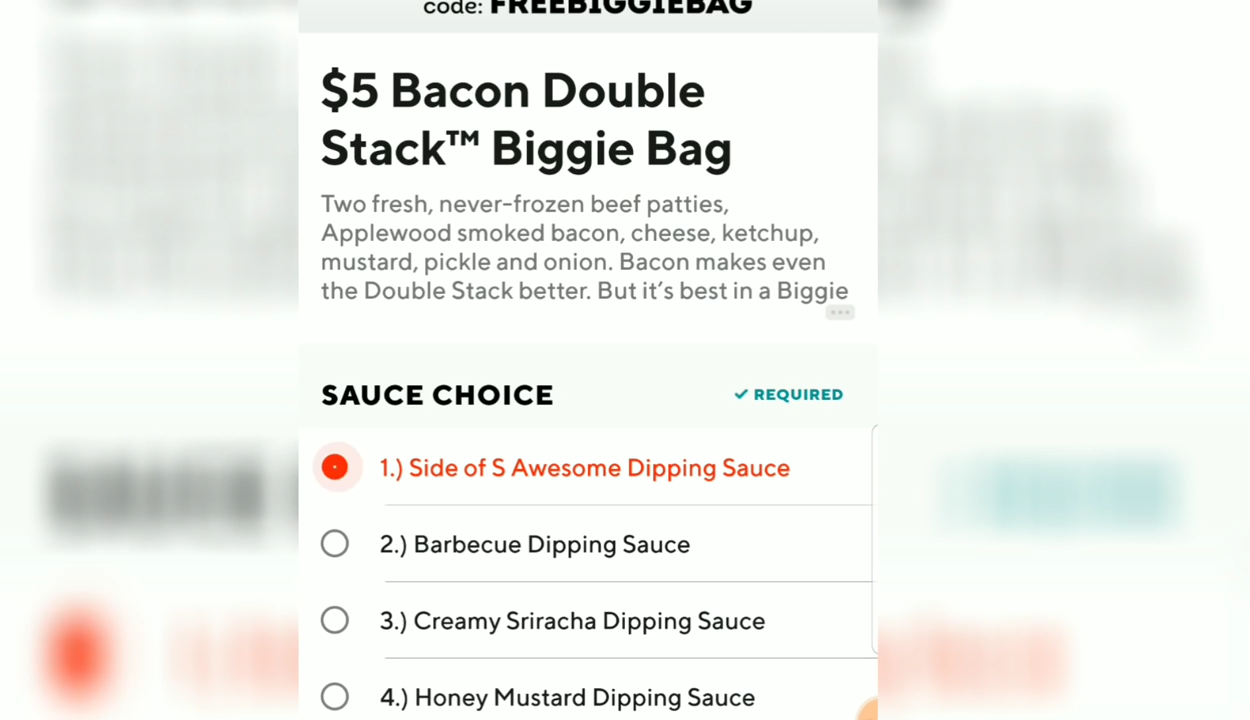 code: FREEBIGGIEBAG
$5 Bacon Double
Stack™ Biggie Bag
Two fresh, never-frozen beef patties,
Applewood smoked bacon, cheese, ketchup,
mustard, pickle and onion. Bacon makes even
the Double Stack better. But it's best in a Biggie
SAUCE CHOICE
REQUIRED
1.) Side of S Awesome Dipping Sauce
2.) Barbecue Dipping Sauce
3.) Creamy Sriracha Dipping Sauce
4.) Honey Mustard Dipping Sauce